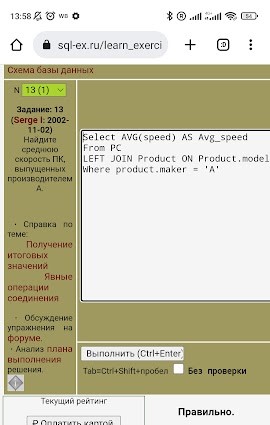 13:58 WB 54
sql-ex.ru/learn_exerci
Схема базы данных
N 13 (1)
Задание: 13
(Serge I: 2002-
11-02)
Найдите
среднюю
скорость ПК,
выпущенных
производителем
A.
Select AVG(speed) AS Avg_speed
From PC
LEFT JOIN Product ON Product.model
Where product.maker = 'A'
· Справка по
теме:
Получение
итоговых
значений
Явные
операции
соединения
· Обсуждение
упражнения на
форуме.
· Анализ плана
выполнения
решения.
Выполнить (Ctrl+Enter)
Tab=Ctrl+Shift+пробел Без проверки
Текущий рейтинг
₽ Оплатить картой
Правильно.